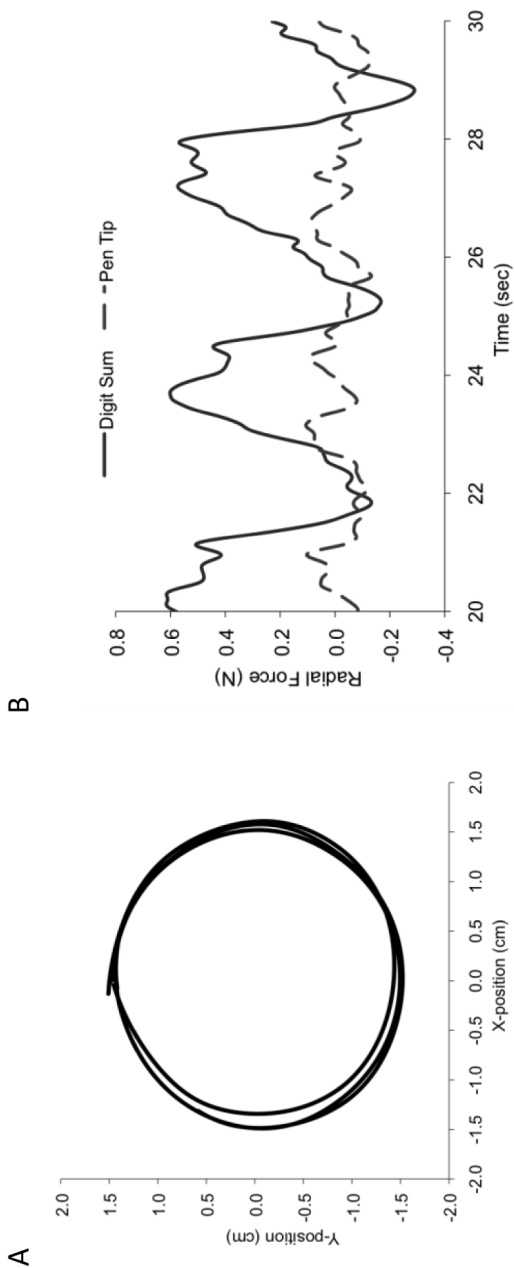 A
2.0
1.5
1.0
0.5
0.0
-0.5
-1.0
-1.5
-2.0
Y-position (cm)
-2.0 -1.5 -1.0 -0.5 0.0 0.5 1.0 1.5 2.0
X-position (cm)
B
Digit Sum Pen Tip
0.8
0.6
0.4
0.2
0.0
-0.2
-0.4
Radial Force (N)
20 22 24 26 28 30
Time (sec)